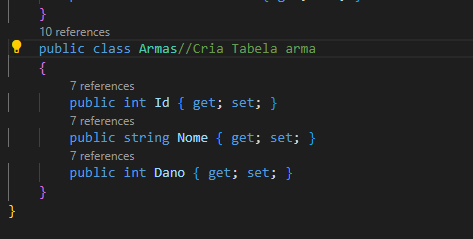 }
10 references
public class Armas//Cria Tabela arma
{
7 references
public int Id { get; set; }
7 references
public string Nome { get; set; }
7 references
public int Dano { get; set; }
}
}